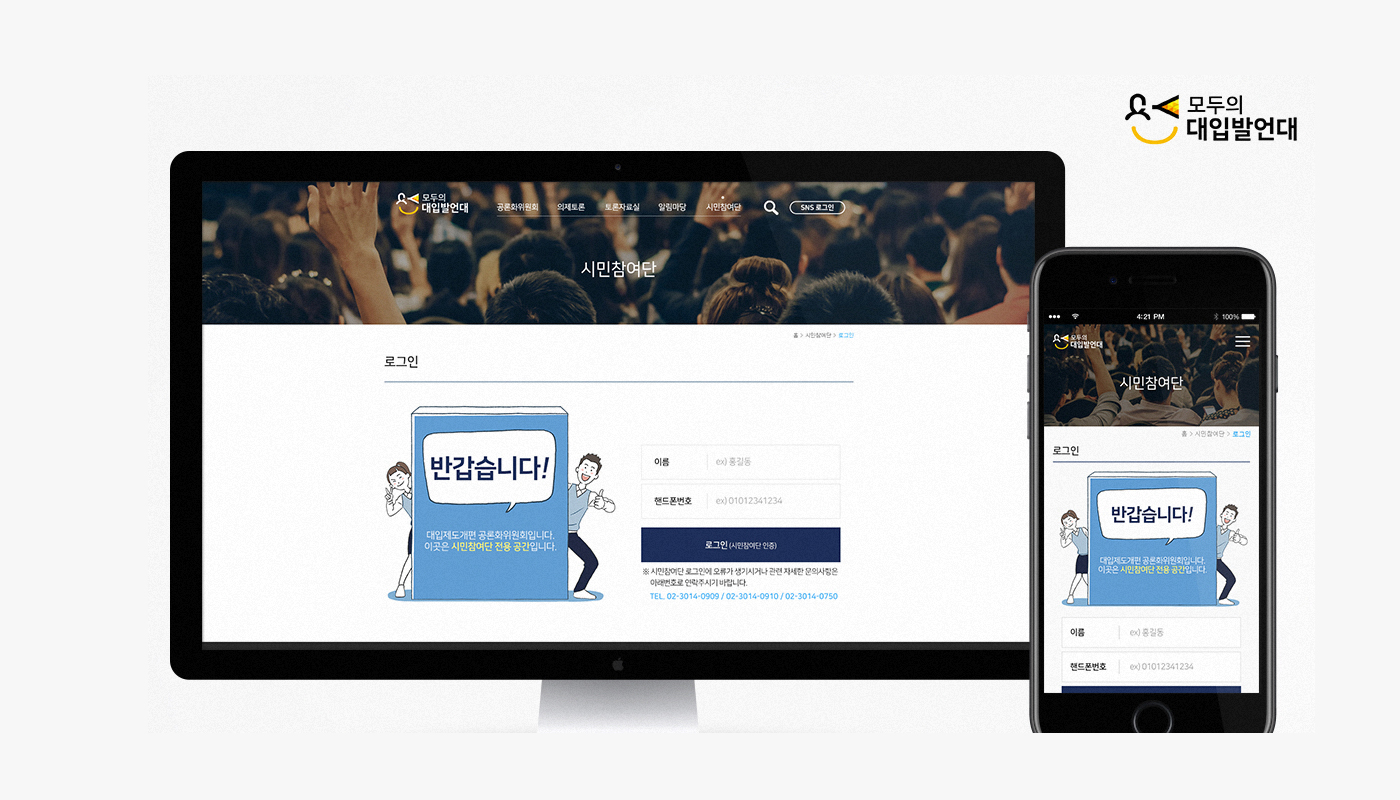 모두의
대입발언대
모두의
대입발언대
공론화위원회 의제토론 토론자료실 알림마당 시민참여단 SNS 로그인
시민참여단
홈 > 시민참여단 > 로그인
로그인
반갑습니다!
대입제도개편 공론화위원회입니다.
이곳은 시민참여단 전용 공간입니다.
이름 ex) 홍길동
핸드폰번호 ex) 01012341234
로그인 (시민참여단 인증)
※ 시민참여단 로그인에 오류가 생기시거나 관련 자세한 문의사항은
아래번호로 연락주시기 바랍니다.
TEL. 02-3014-0909 / 02-3014-0910 / 02-3014-0750
4:21 PM 100%
모두의
대입발언대
시민참여단
홈 > 시민참여단 > 로그인
로그인
반갑습니다!
대입제도개편 공론화위원회입니다.
이곳은 시민참여단 전용 공간입니다.
이름 ex) 홍길동
핸드폰번호 ex) 01012341234